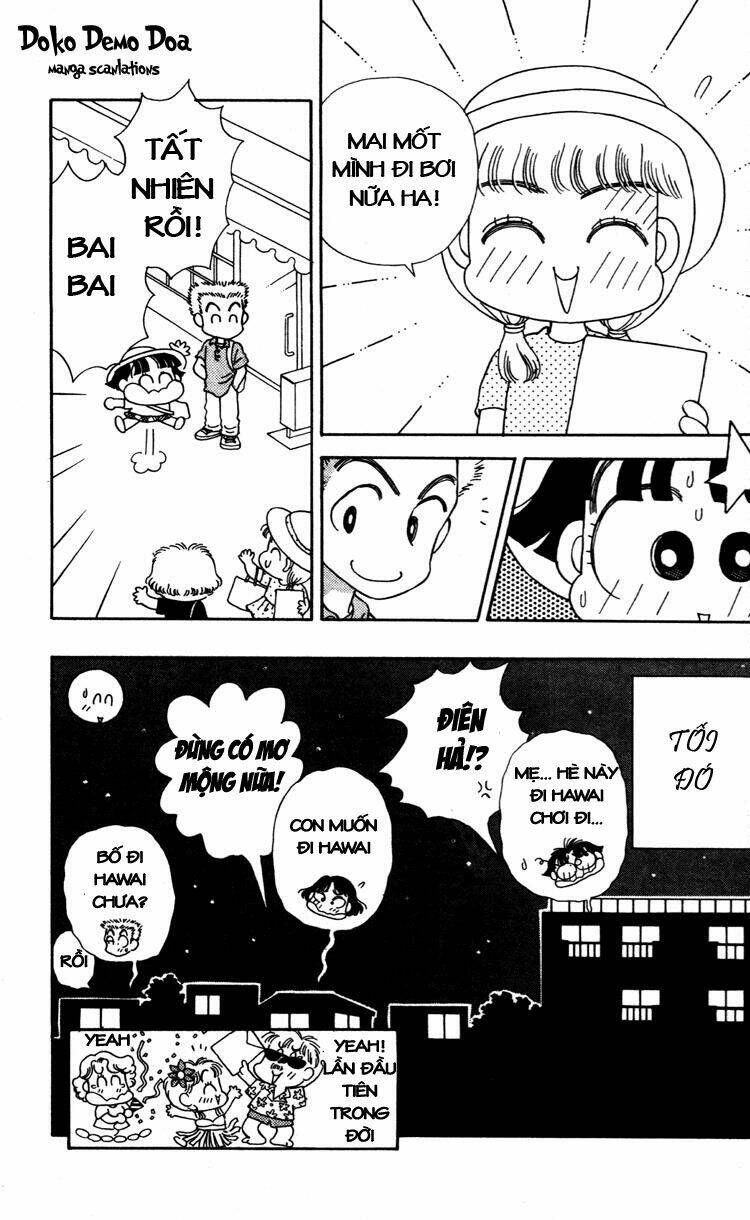 Doko Demo Doa
manga scanlations
MAI MỐT
MÌNH ĐI BƠI
NỮA HA!
TẤT
NHIÊN
RỒI!
BAI
BAI
TỐI
ĐÓ
MẸ... HÈ NÀY
ĐI HAWAI
CHƠI ĐI...
ĐIÊN
HẢ!?
CON MUỐN
ĐI HAWAI
ĐỪNG CÓ MƠ
MỘNG NỮA!
BỐ ĐI
HAWAI
CHƯA?
RỒI
YEAH!
LẦN ĐẦU
TIÊN
TRONG
ĐỜI
YEAH